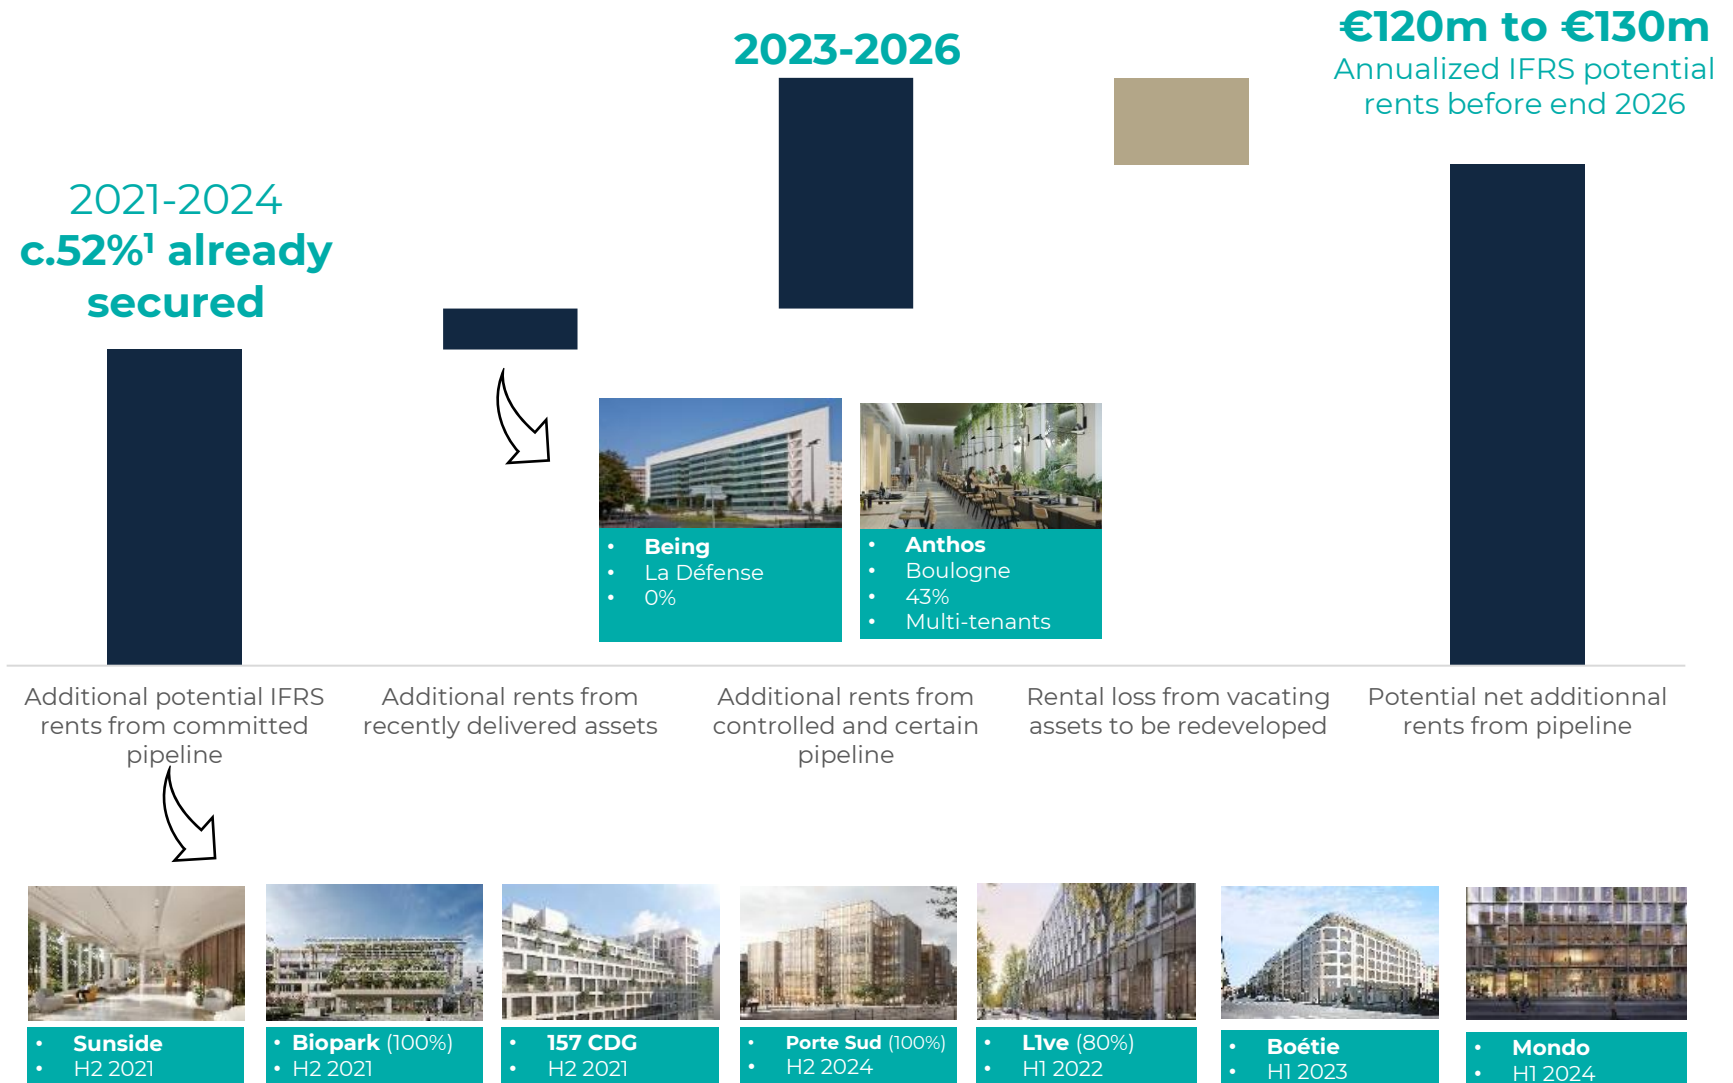 €120m to €130m
Annualized IFRS potential
rents before end 2026
2023-2026
2021-2024
c.52%¹ already
secured
• Being
• La Défense
• 0%
• Anthos
• Boulogne
• 43%
• Multi-tenants
Additional potential IFRS
rents from committed
pipeline
Additional rents from
recently delivered assets
Additional rents from
controlled and certain
pipeline
Rental loss from vacating
assets to be redeveloped
Potential net additionnal
rents from pipeline
• Sunside
• H2 2021
• Biopark (100%)
• H2 2021
• 157 CDG
• H2 2021
• Porte Sud (100%)
• H2 2024
• L1ve (80%)
• H1 2022
• Boétie
• H1 2023
• Mondo
• H1 2024